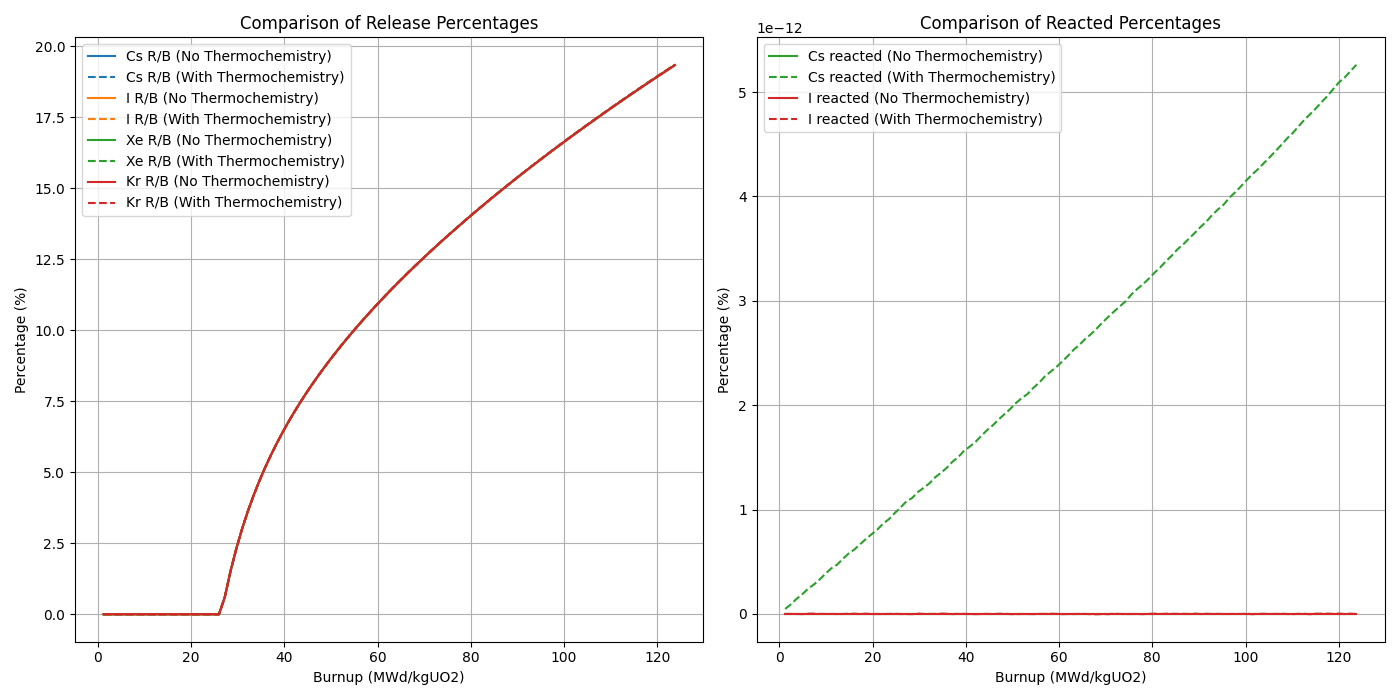 Comparison of Release Percentages
Cs R/B (No Thermochemistry)
Cs R/B (With Thermochemistry)
I R/B (No Thermochemistry)
I R/B (With Thermochemistry)
Xe R/B (No Thermochemistry)
Xe R/B (With Thermochemistry)
Kr R/B (No Thermochemistry)
Kr R/B (With Thermochemistry)
Percentage (%)
20.0
17.5
15.0
12.5
10.0
7.5
5.0
2.5
0.0
0 20 40 60 80 100 120
Burnup (MWd/kgUO2)
Comparison of Reacted Percentages
1e−12
Cs reacted (No Thermochemistry)
Cs reacted (With Thermochemistry)
I reacted (No Thermochemistry)
I reacted (With Thermochemistry)
Percentage (%)
5
4
3
2
1
0
0 20 40 60 80 100 120
Burnup (MWd/kgUO2)